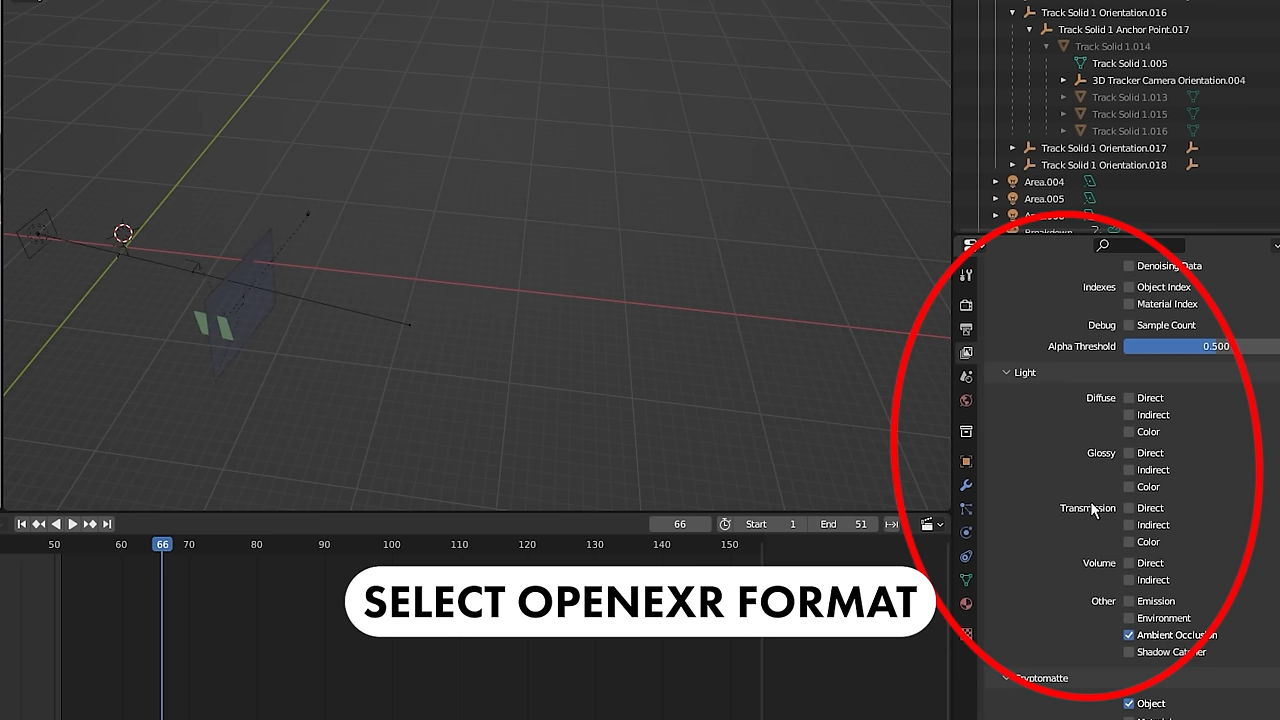 Track Solid 1 Orientation.016
Track Solid 1 Anchor Point.017
Track Solid 1.014
Track Solid 1.005
3D Tracker Camera Orientation.004
Track Solid 1.013
Track Solid 1.015
Track Solid 1.016
Track Solid 1 Orientation.017
Track Solid 1 Orientation.018
Area.004
Area.005
Denoising Data
Indexes Object Index
Material Index
Debug Sample Count
Alpha Threshold 0.500
Light
Diffuse Direct
Indirect
Color
Glossy Direct
Indirect
Color
Transmission Direct
Indirect
Color
Volume Direct
Indirect
Other Emission
Environment
Ambient Occlusion
Shadow Catcher
Cryptomatte
Object
66 Start 1 End 51
50 60 66 70 80 90 100 110 120 130 140 150
SELECT OPENEXR FORMAT